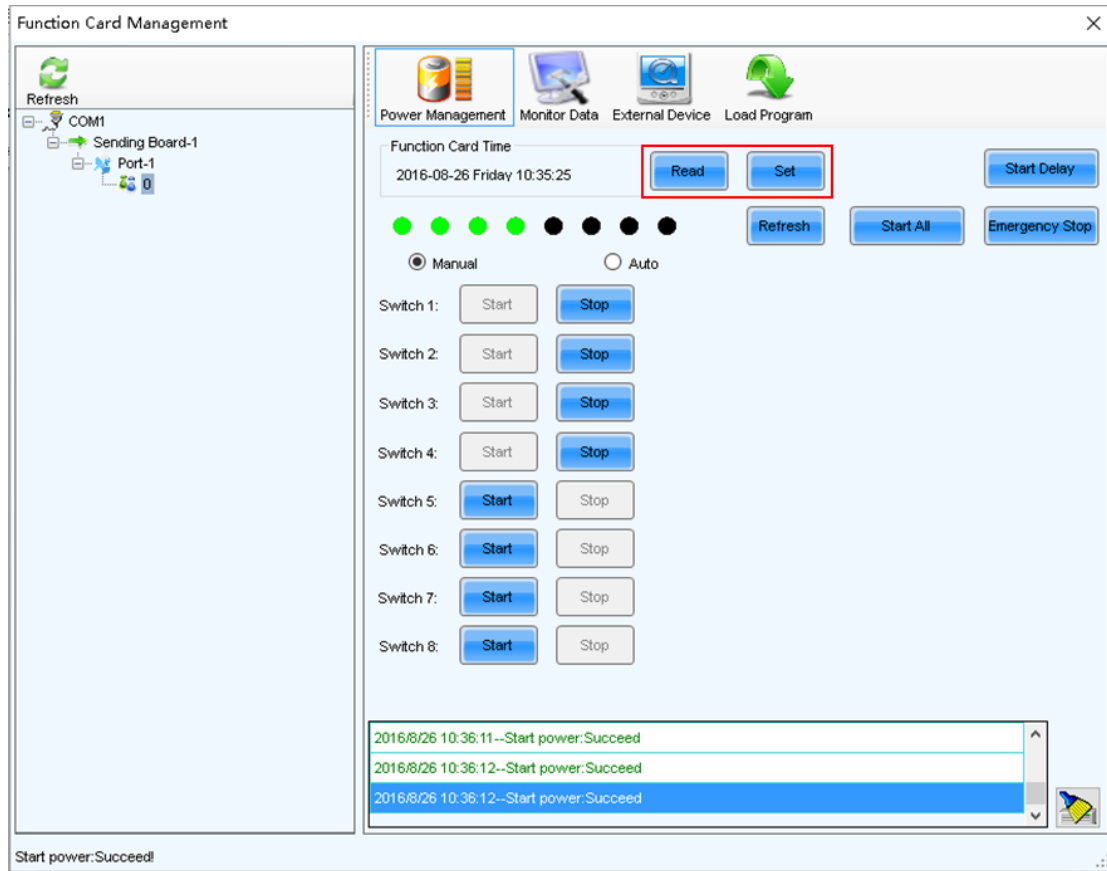 Function Card Management
Refresh
COM1
Sending Board-1
Port-1
0
Power Management Monitor Data External Device Load Program
Function Card Time
2016-08-26 Friday 10:35:25
Read Set Start Delay
Refresh Start All Emergency Stop
Manual Auto
Switch 1: Start Stop
Switch 2: Start Stop
Switch 3: Start Stop
Switch 4: Start Stop
Switch 5: Start Stop
Switch 6: Start Stop
Switch 7: Start Stop
Switch 8: Start Stop
2016/8/26 10:36:11--Start power:Succeed
2016/8/26 10:36:12--Start power:Succeed
2016/8/26 10:36:12--Start power:Succeed
Start power:Succeed!